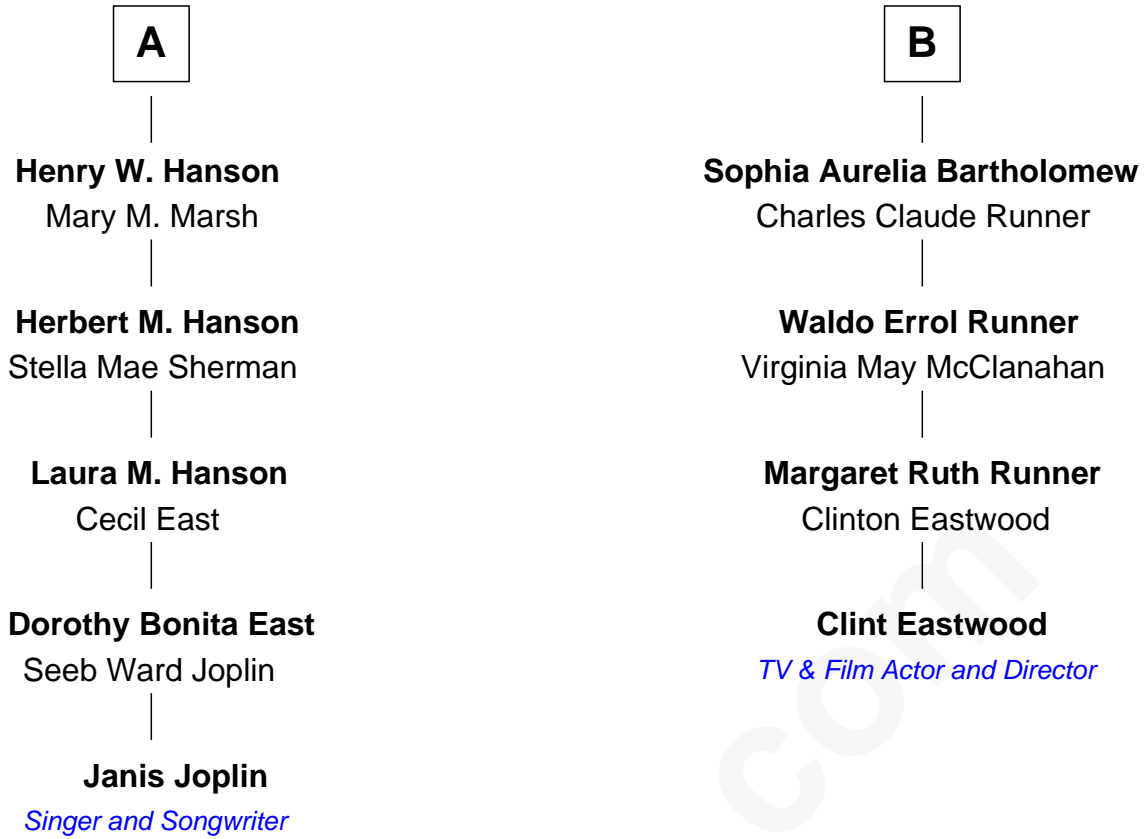 A
Henry W. Hanson
Mary M. Marsh
Herbert M. Hanson
Stella Mae Sherman
Laura M. Hanson
Cecil East
Dorothy Bonita East
Seeb Ward Joplin
Janis Joplin
Singer and Songwriter
B
Sophia Aurelia Bartholomew
Charles Claude Runner
Waldo Errol Runner
Virginia May McClanahan
Margaret Ruth Runner
Clinton Eastwood
Clint Eastwood
TV & Film Actor and Director
com